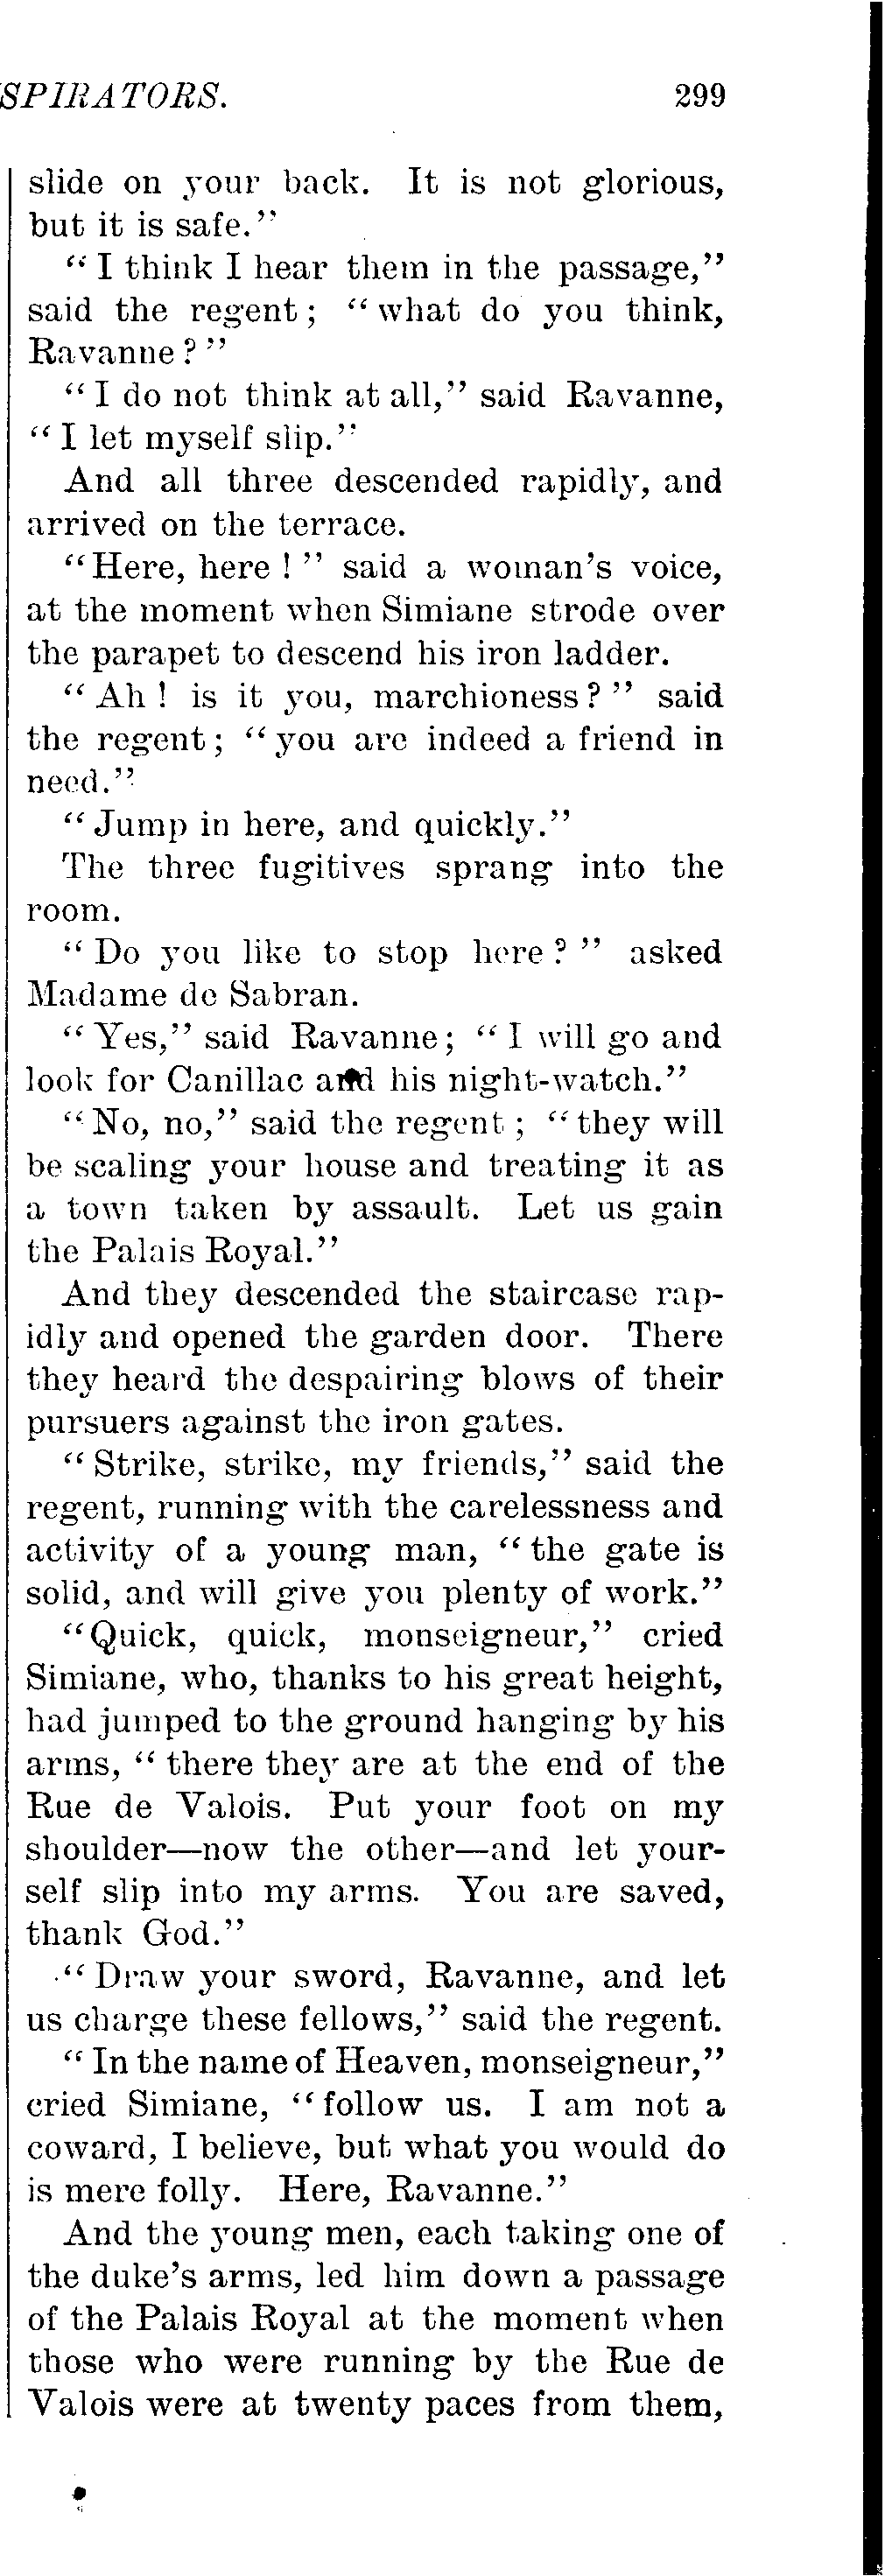 SPIRATORS. 299
slide on your back. It is not glorious,
but it is safe."
"I think I hear them in the passage,"
said the regent; "what do you think,
Ravanne?"
"I do not think at all," said Ravanne,
"I let myself slip."
And all three descended rapidly, and
arrived on the terrace.
"Here, here!" said a woman's voice,
at the moment when Simiane strode over
the parapet to descend his iron ladder.
"Ah! is it you, marchioness?" said
the regent; "you are indeed a friend in
need."
"Jump in here, and quickly."
The three fugitives sprang into the
room.
"Do you like to stop here?" asked
Madame de Sabran.
"Yes," said Ravanne; "I will go and
look for Canillac and his night-watch."
"No, no," said the regent; "they will
be scaling your house and treating it as
a town taken by assault. Let us gain
the Palais Royal."
And they descended the staircase rap-
idly and opened the garden door. There
they heard the despairing blows of their
pursuers against the iron gates.
"Strike, strike, my friends," said the
regent, running with the carelessness and
activity of a young man, "the gate is
solid, and will give you plenty of work."
"Quick, quick, monseigneur," cried
Simiane, who, thanks to his great height,
had jumped to the ground hanging by his
arms, "there they are at the end of the
Rue de Valois. Put your foot on my
shoulder—now the other—and let your-
self slip into my arms. You are saved,
thank God."
"Draw your sword, Ravanne, and let
us charge these fellows," said the regent.
"In the name of Heaven, monseigneur,"
cried Simiane, "follow us. I am not a
coward, I believe, but what you would do
is mere folly. Here, Ravanne."
And the young men, each taking one of
the duke's arms, led him down a passage
of the Palais Royal at the moment when
those who were running by the Rue de
Valois were at twenty paces from them,